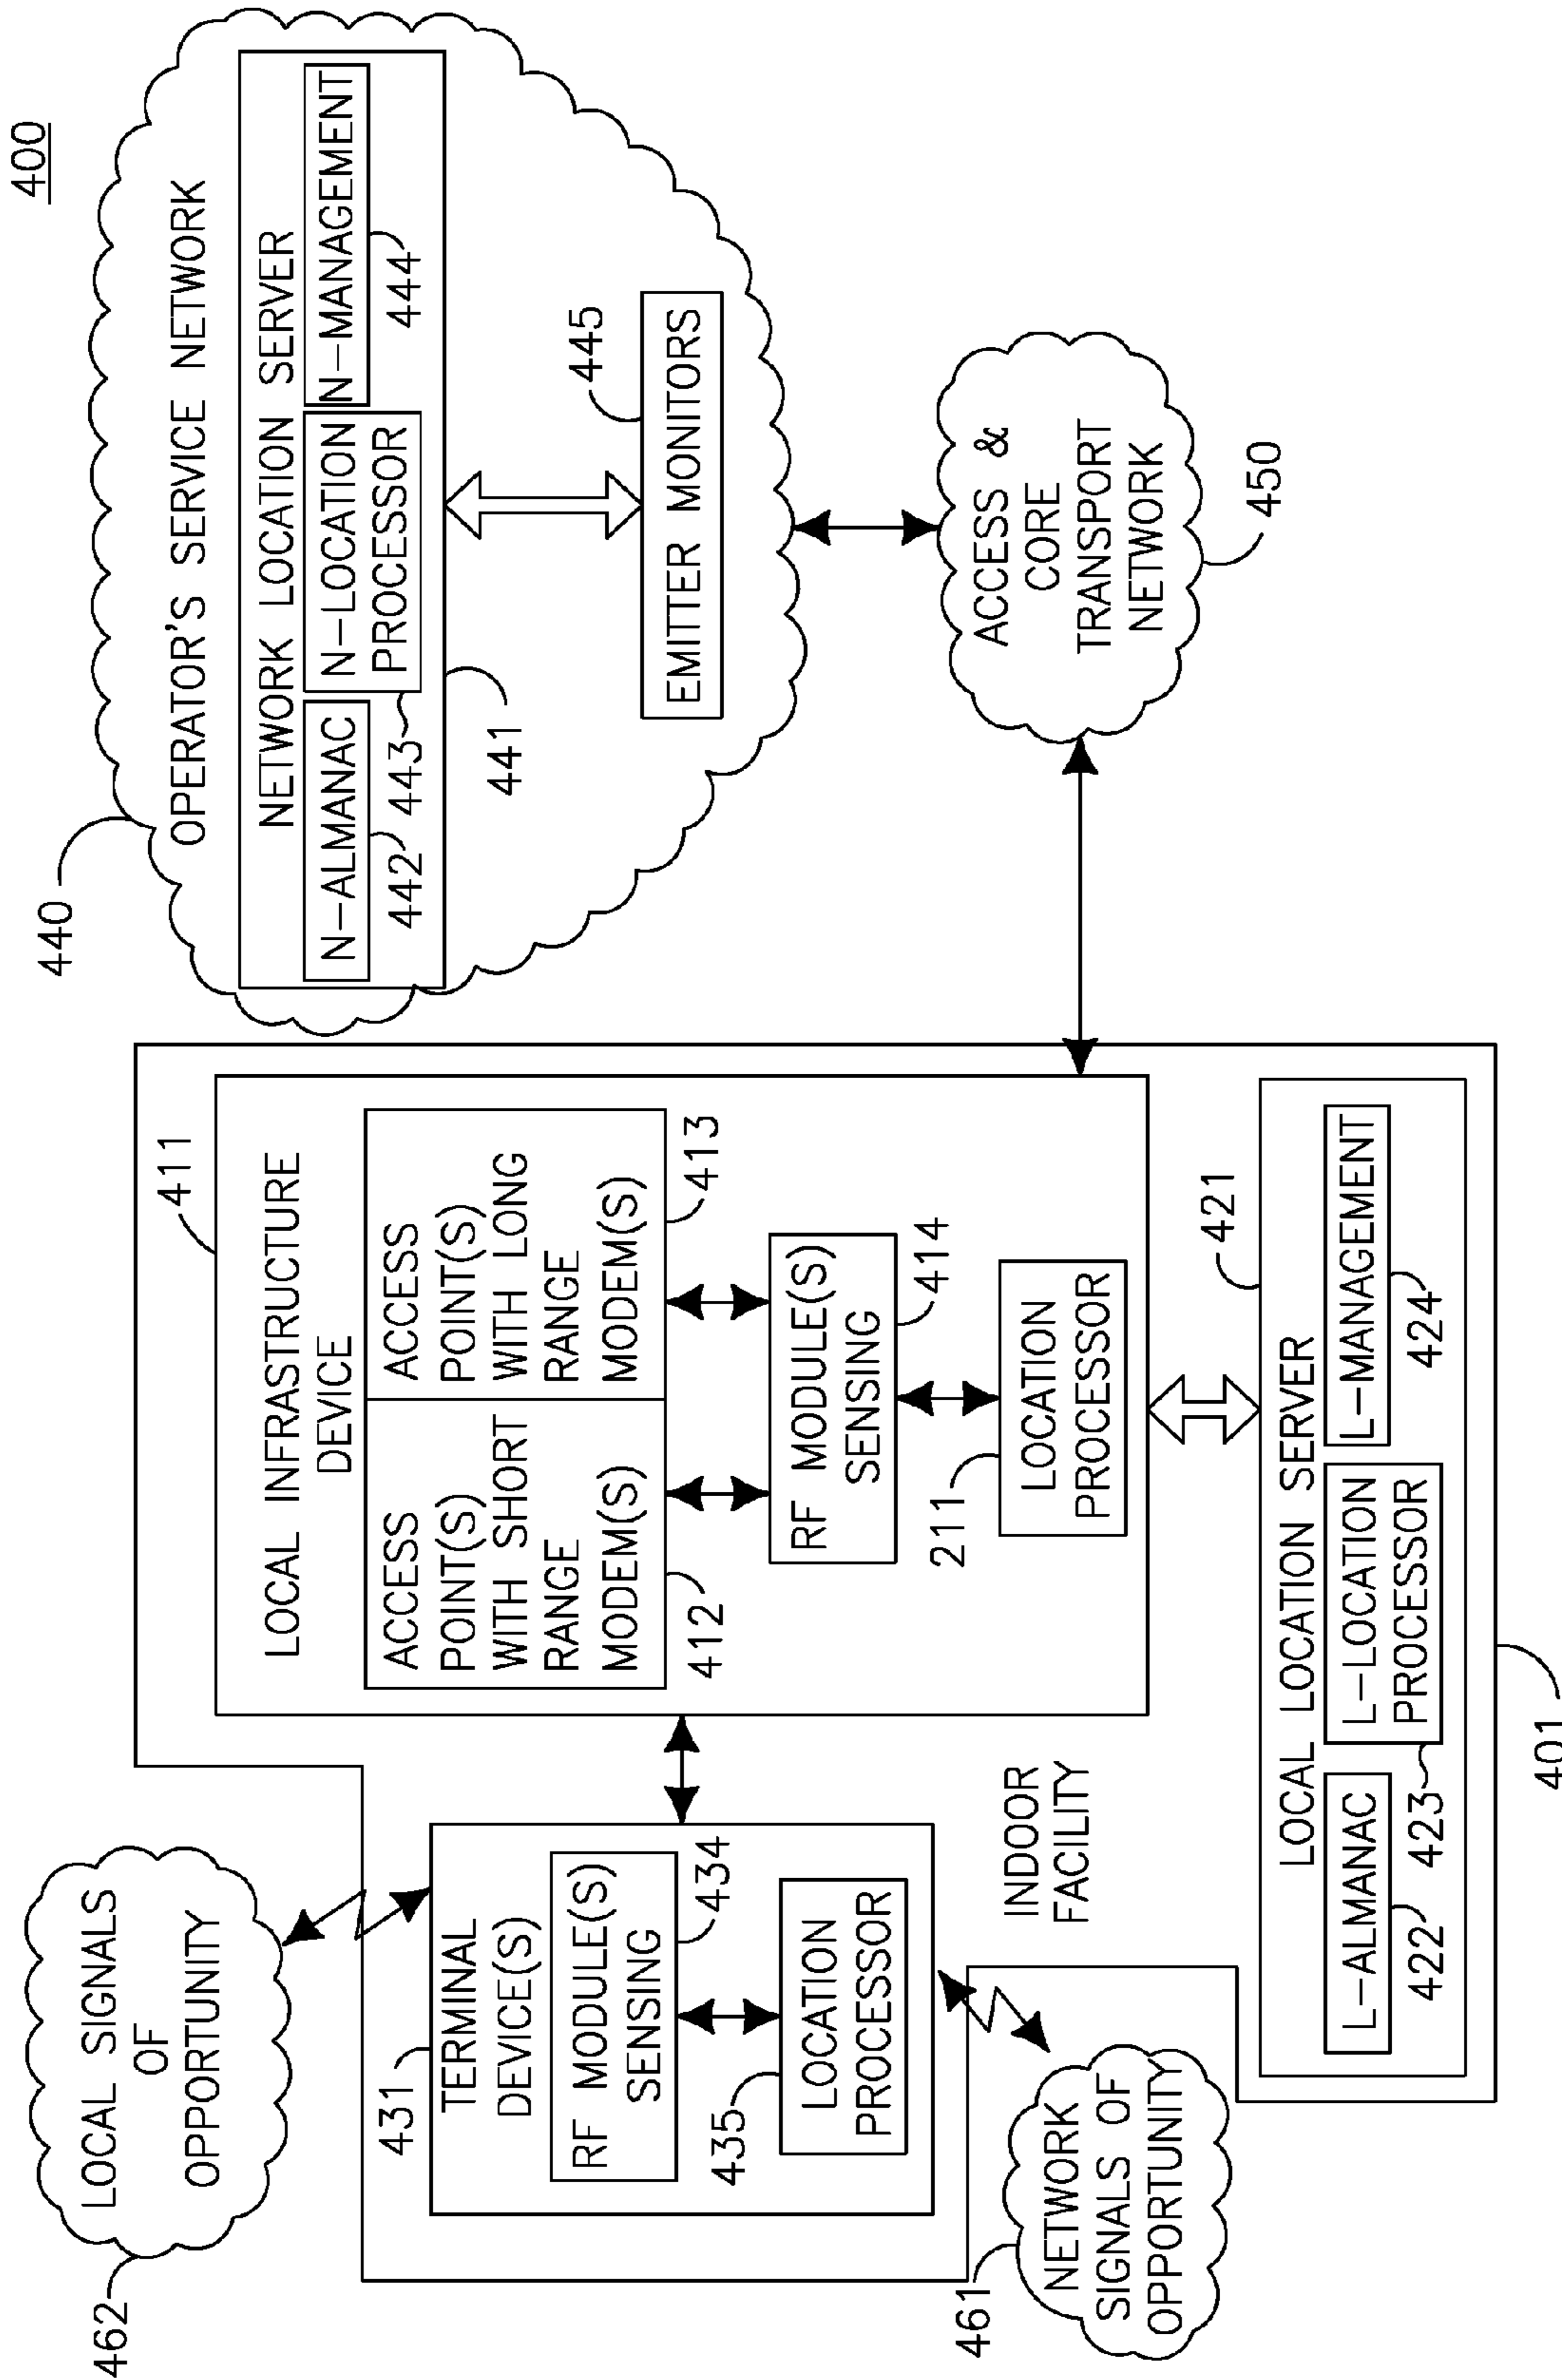 400
440
OPERATOR'S SERVICE NETWORK
NETWORK LOCATION SERVER
N-ALMANAC
N-LOCATION
PROCESSOR
N-MANAGEMENT
442
443
444
441
445
EMITTER MONITORS
ACCESS &
CORE
TRANSPORT
NETWORK
450
411
LOCAL INFRASTRUCTURE
DEVICE
ACCESS
POINT(S)
WITH SHORT
RANGE
MODEM(S)
ACCESS
POINT(S)
WITH LONG
RANGE
MODEM(S)
412
413
RF MODULE(S)
SENSING
414
211
LOCATION
PROCESSOR
421
LOCAL LOCATION SERVER
L-ALMANAC
L-LOCATION
PROCESSOR
L-MANAGEMENT
422
423
424
401
462
LOCAL SIGNALS
OF
OPPORTUNITY
431
TERMINAL
DEVICE(S)
RF MODULE(S)
SENSING
434
435
LOCATION
PROCESSOR
INDOOR
FACILITY
461
NETWORK
SIGNALS OF
OPPORTUNITY